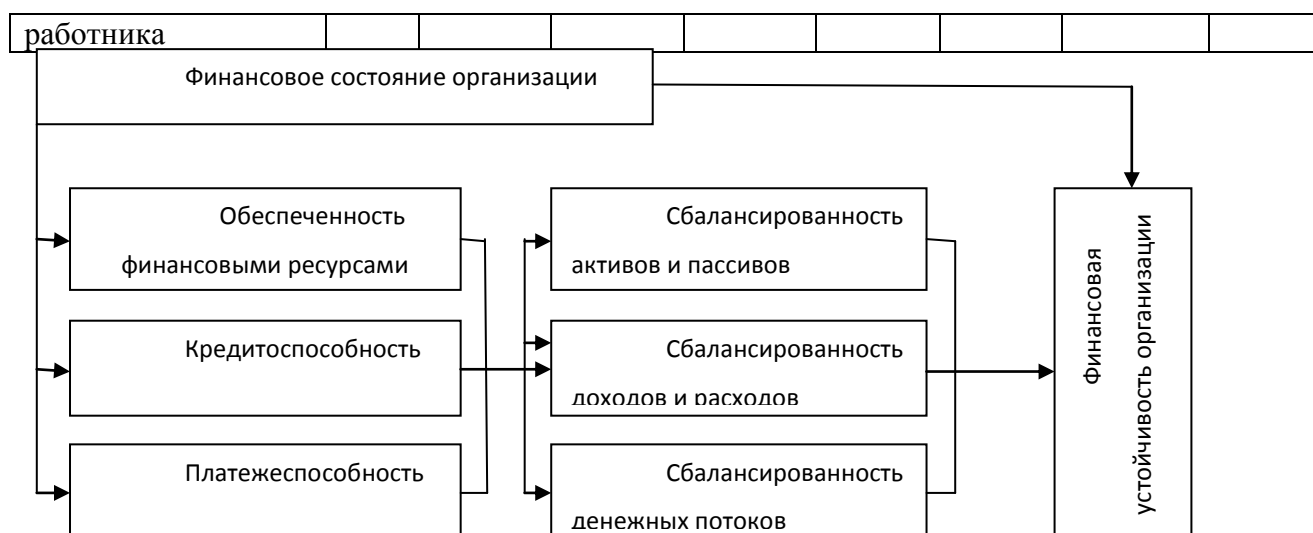 работника
Финансовое состояние организации
Обеспеченность
финансовыми ресурсами
Кредитоспособность
Платежеспособность
Сбалансированность
активов и пассивов
Сбалансированность
доходов и расходов
Сбалансированность
денежных потоков
Финансовая
устойчивость организации